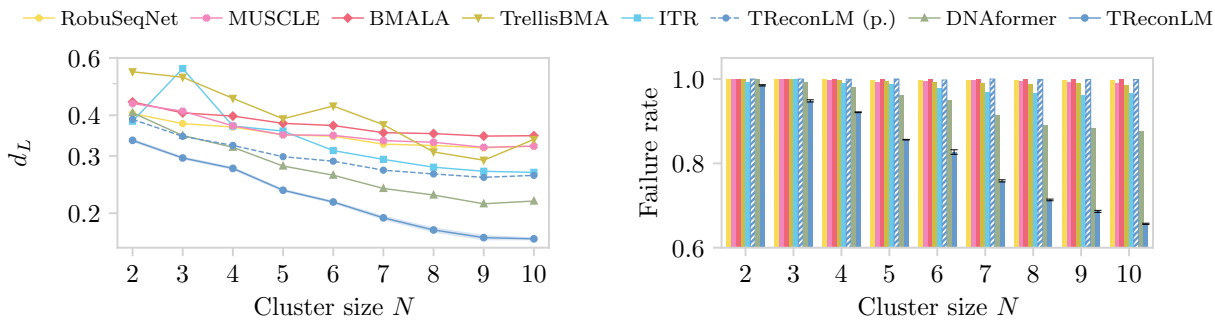 RobuSeqNet MUSCLE BMALA TrellisBMA ITR TReconLM (p.) DNAformer TReconLM
0.6
0.4
0.3
0.2
d_L
2 3 4 5 6 7 8 9 10
Cluster size N
1.0
0.8
0.6
Failure rate
2 3 4 5 6 7 8 9 10
Cluster size N